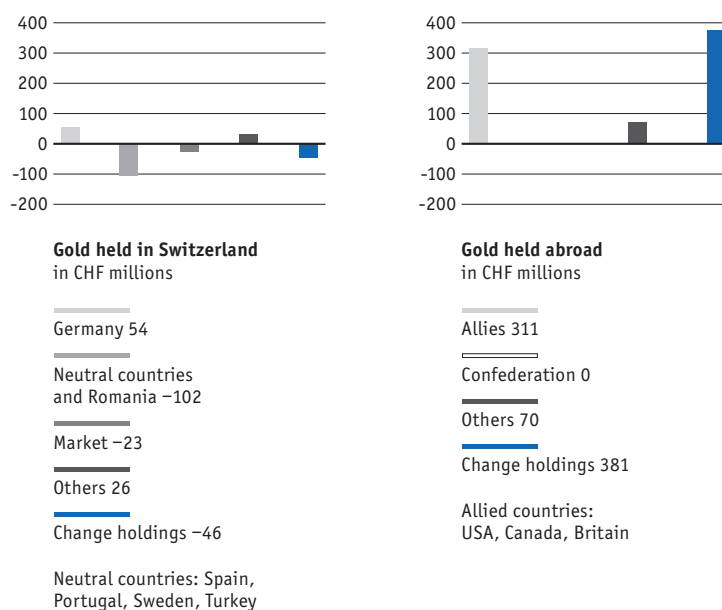 400
300
200
100
0
-100
-200
Gold held in Switzerland
in CHF millions
Germany 54
Neutral countries
and Romania −102
Market −23
Others 26
Change holdings −46
Neutral countries: Spain,
Portugal, Sweden, Turkey
400
300
200
100
0
-100
-200
Gold held abroad
in CHF millions
Allies 311
Confederation 0
Others 70
Change holdings 381
Allied countries:
USA, Canada, Britain